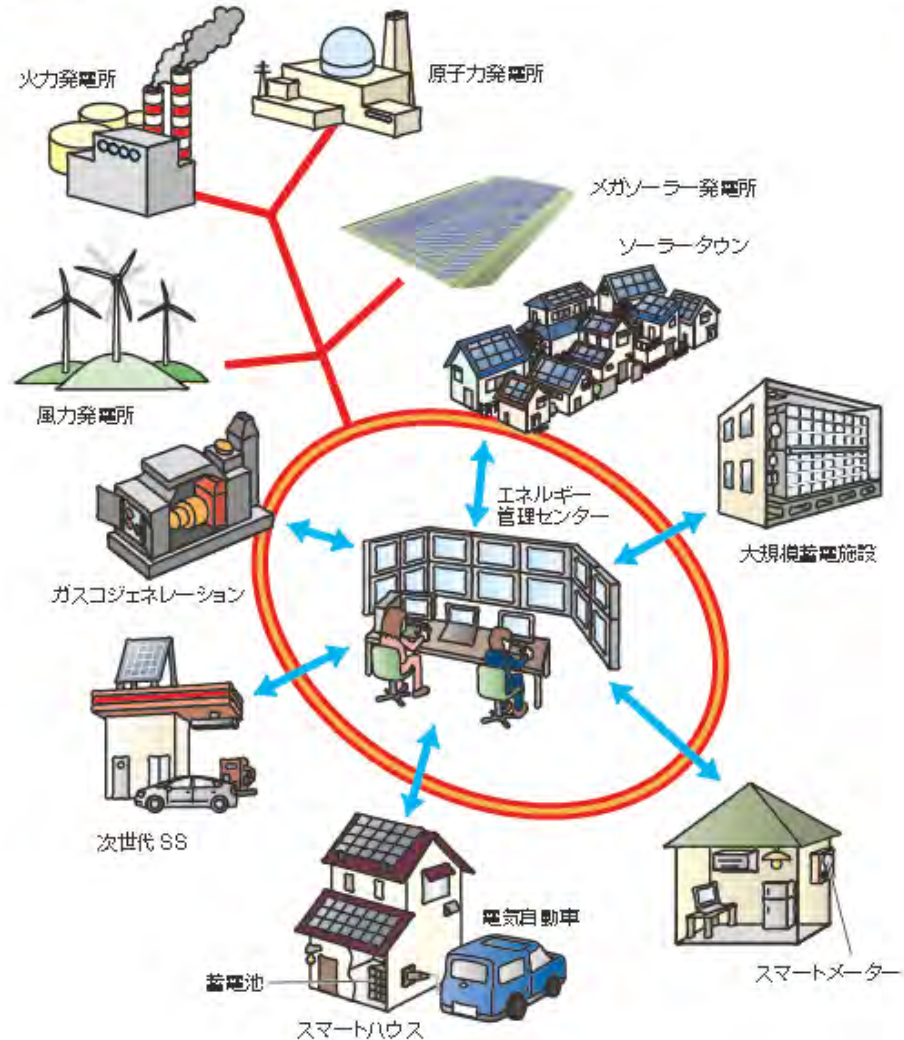 火力発電所
原子力発電所
メガソーラー発電所
ソーラータウン
風力発電所
エネルギー
管理センター
大規模蓄電施設
ガスコジェネレーション
次世代 SS
電気自動車
蓄電池
スマートハウス
スマートメーター